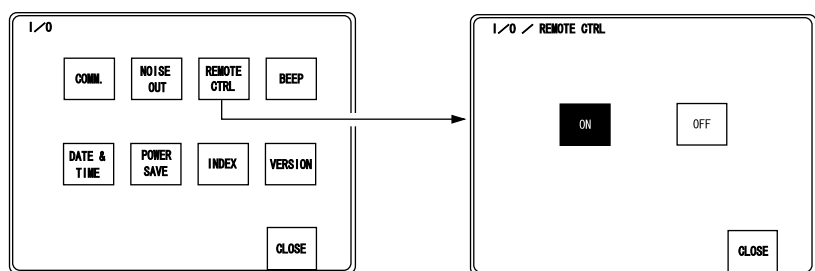 I/O
COMM.
NOISE
OUT
REMOTE
CTRL
BEEP
DATE &
TIME
POWER
SAVE
INDEX
VERSION
CLOSE
I/O / REMOTE CTRL
ON
OFF
CLOSE